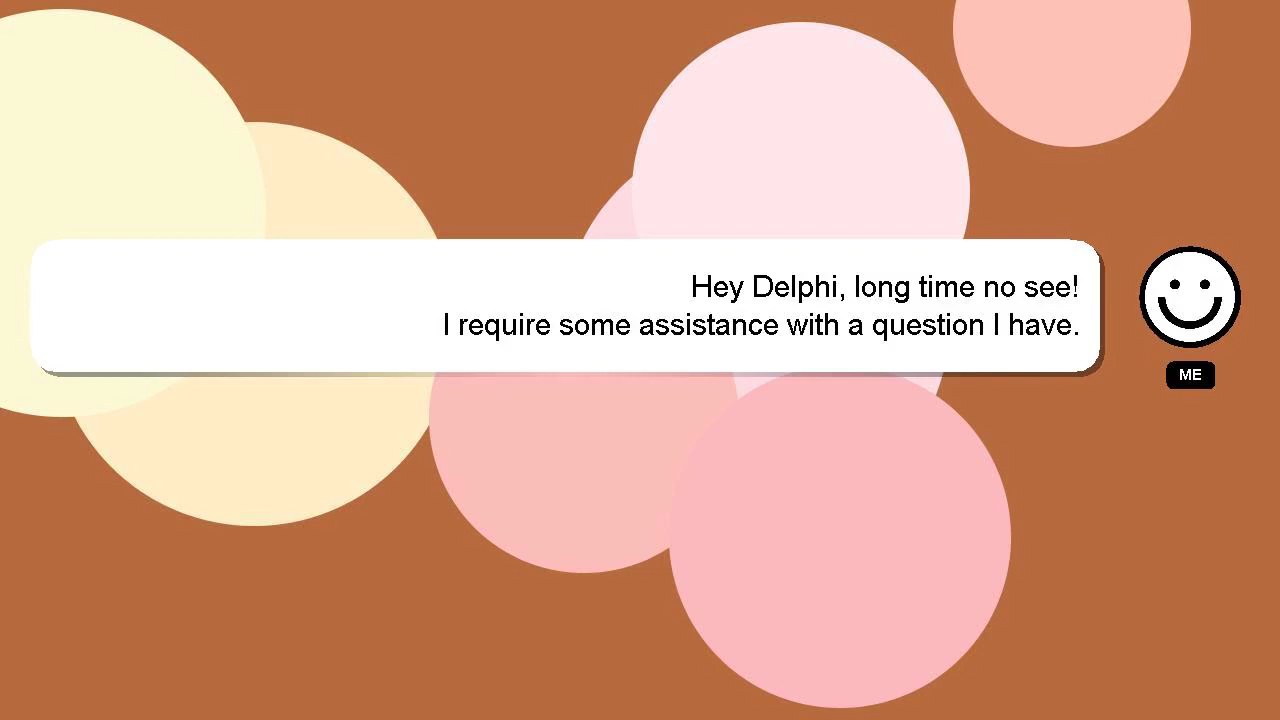 Hey Delphi, long time no see!
I require some assistance with a question I have.
ME